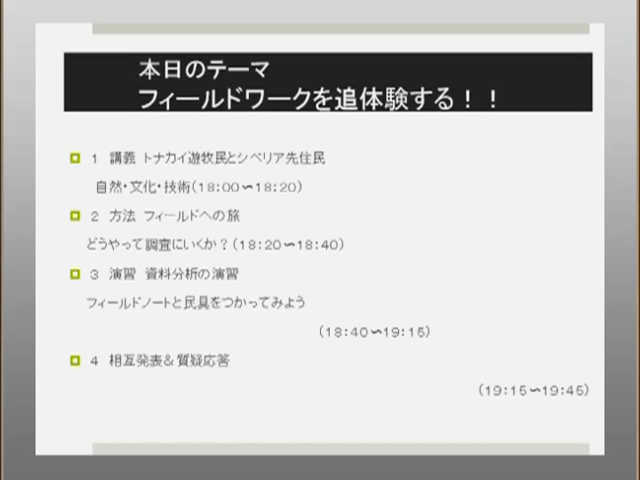 本日のテーマ
フィールドワークを追体験する！！
1 講義 トナカイ遊牧民とシベリア先住民
自然・文化・技術(18:00〜18:20)
2 方法 フィールドへの旅
どうやって調査にいくか？(18:20〜18:40)
3 演習 資料分析の演習
フィールドノートと民具をつかってみよう
(18:40〜19:15)
4 相互発表＆質疑応答
(19:15〜19:45)